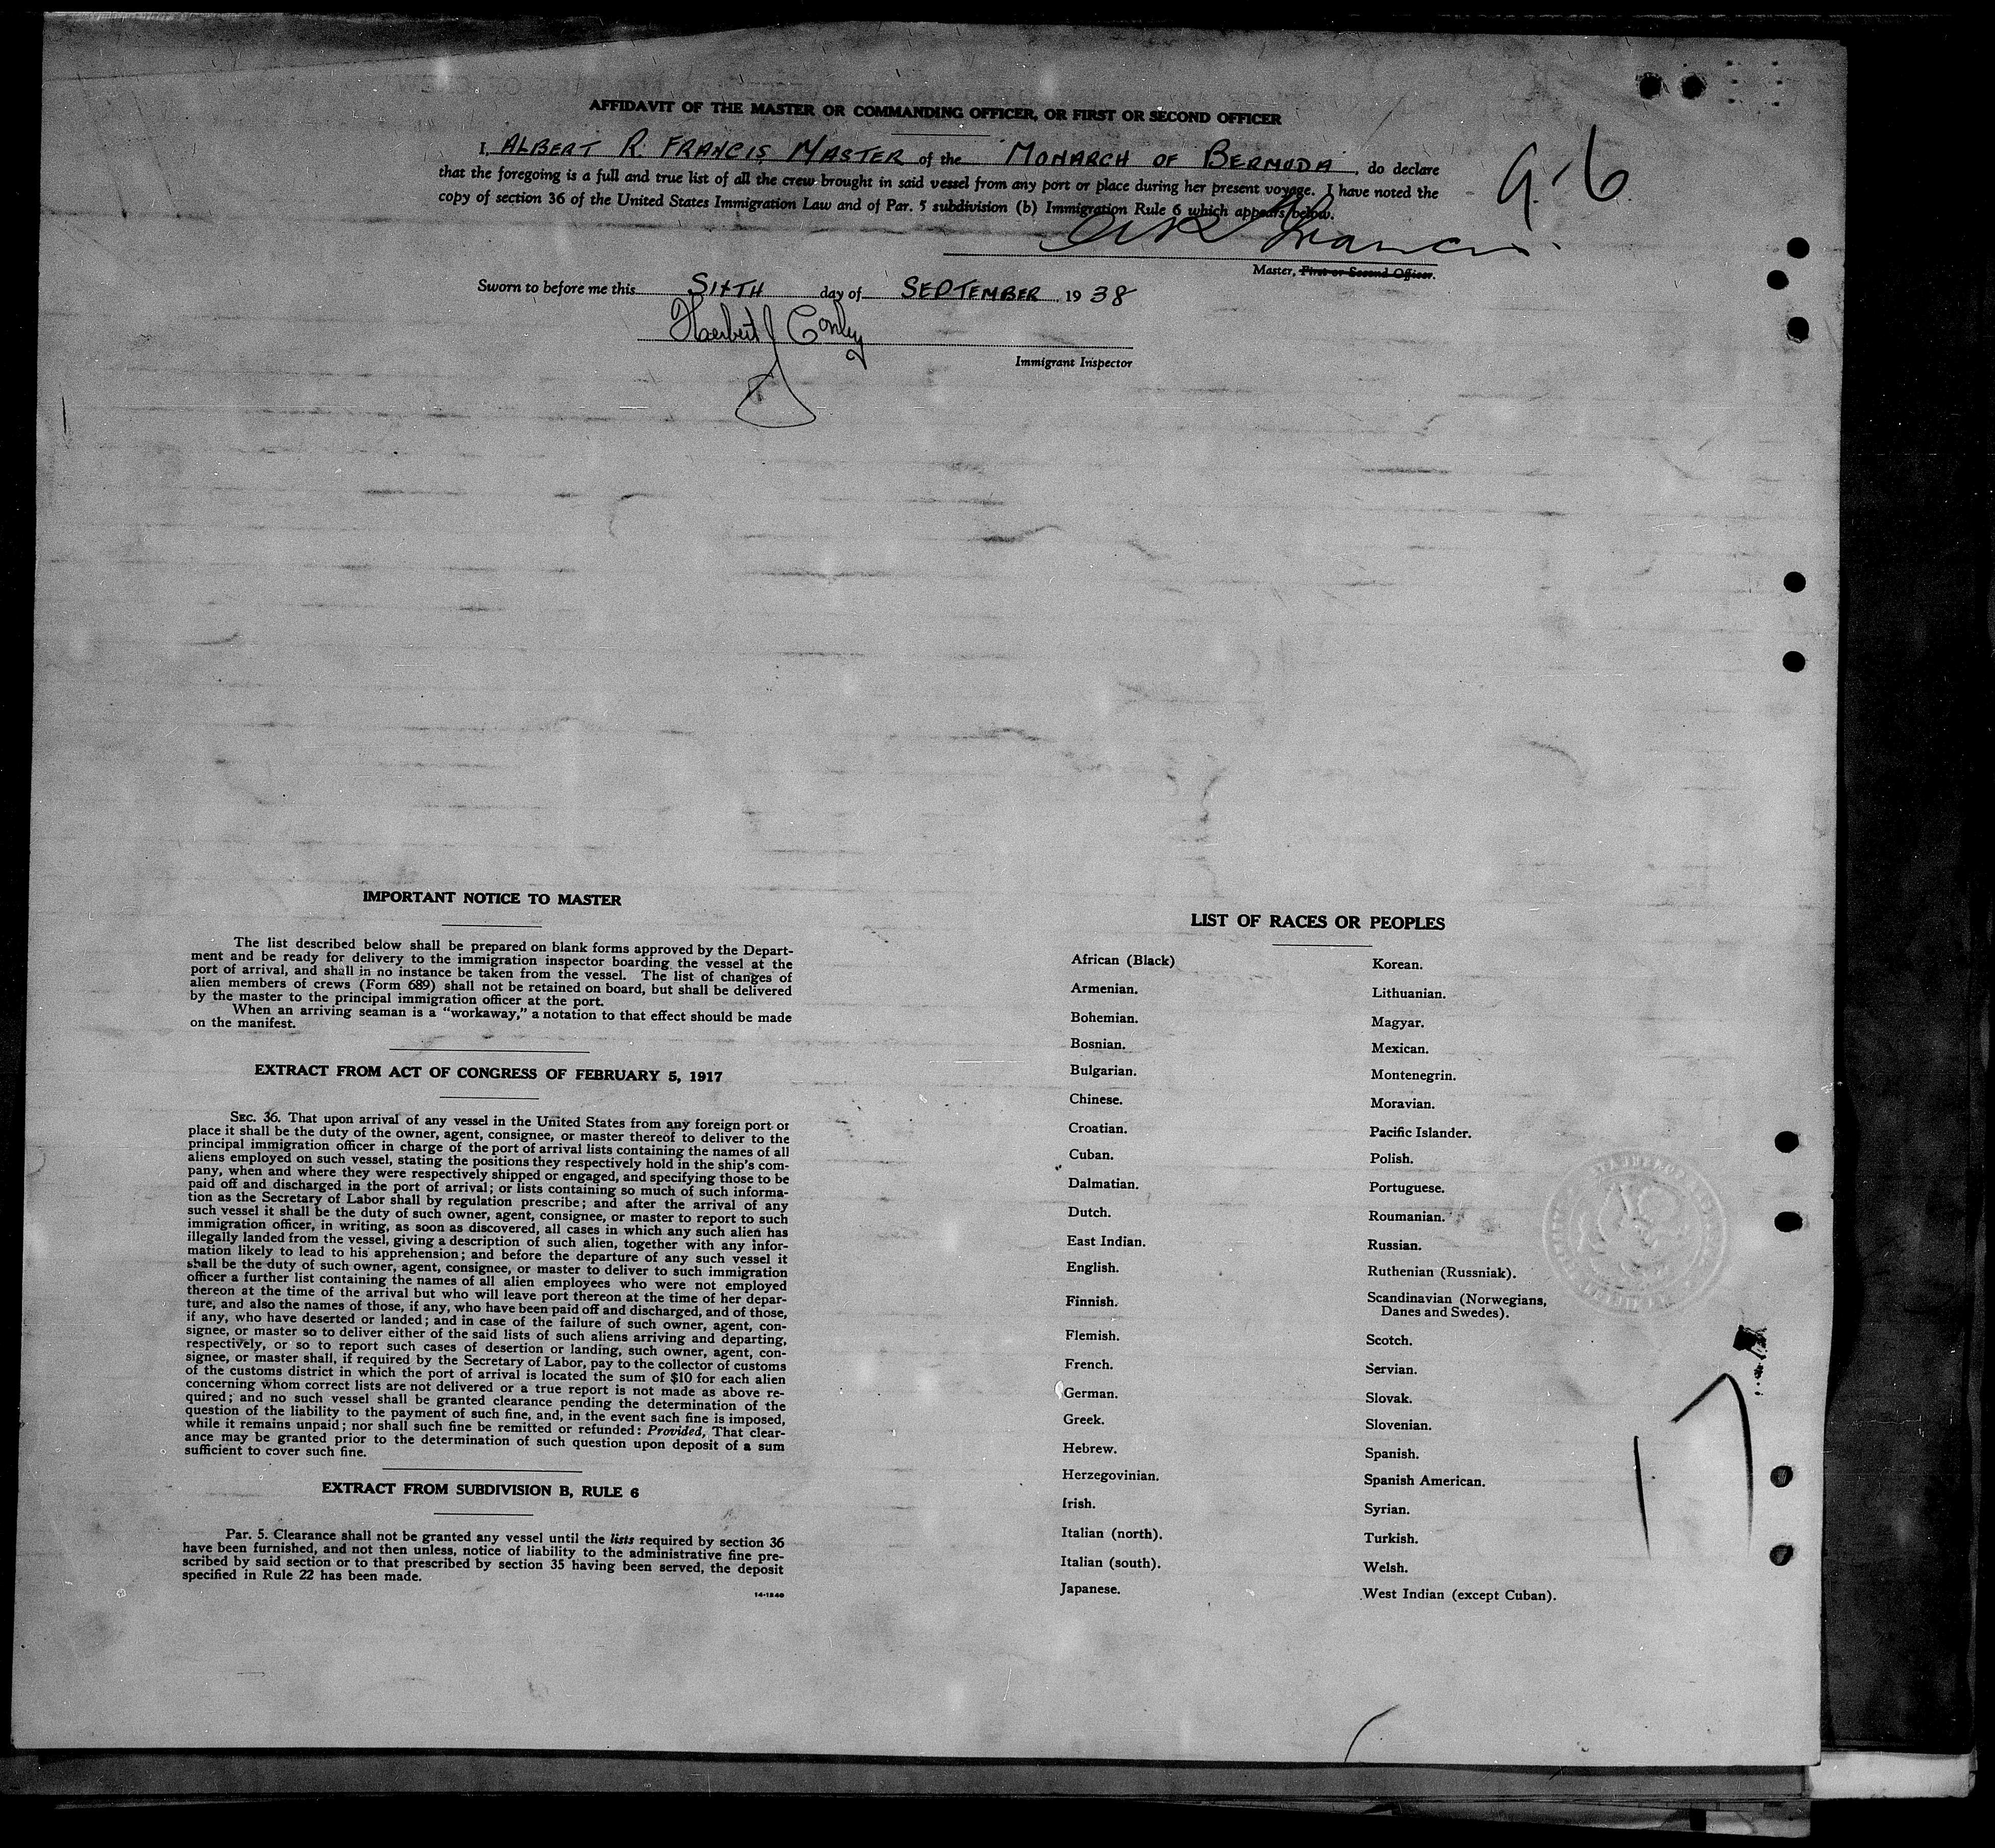 AFFIDAVIT OF THE MASTER OR COMMANDING OFFICER, OR FIRST OR SECOND OFFICER
I, ALBERT R. FRANCIS MASTER of the MONARCH OF BERMUDA, do declare
that the foregoing is a full and true list of all the crew brought in said vessel from any port or place during her present voyage. I have noted the
copy of section 36 of the United States Immigration Law and of Par. 5 subdivision (b) Immigration Rule 6 which appears below.
9.6
AR Francis
Master, First or Second Officer.
Sworn to before me this SIXTH day of SEPTEMBER 1938
Herbert J Conley
Immigrant Inspector
IMPORTANT NOTICE TO MASTER
The list described below shall be prepared on blank forms approved by the Depart-
ment and be ready for delivery to the immigration inspector boarding the vessel at the
port of arrival, and shall in no instance be taken from the vessel. The list of changes of
alien members of crews (Form 689) shall not be retained on board, but shall be delivered
by the master to the principal immigration officer at the port.
When an arriving seaman is a "workaway," a notation to that effect should be made
on the manifest.
EXTRACT FROM ACT OF CONGRESS OF FEBRUARY 5, 1917
SEC. 36. That upon arrival of any vessel in the United States from any foreign port or
place it shall be the duty of the owner, agent, consignee, or master thereof to deliver to the
principal immigration officer in charge of the port of arrival lists containing the names of all
aliens employed on such vessel, stating the positions they respectively hold in the ship's com-
pany, when and where they were respectively shipped or engaged, and specifying those to be
paid off and discharged in the port of arrival; or lists containing so much of such informa-
tion as the Secretary of Labor shall by regulation prescribe; and after the arrival of any
such vessel it shall be the duty of such owner, agent, consignee, or master to report to such
immigration officer, in writing, as soon as discovered, all cases in which any such alien has
illegally landed from the vessel, giving a description of such alien, together with any infor-
mation likely to lead to his apprehension; and before the departure of any such vessel it
shall be the duty of such owner, agent, consignee, or master to deliver to such immigration
officer a further list containing the names of all alien employees who were not employed
thereon at the time of the arrival but who will leave port thereon at the time of her depar-
ture, and also the names of those, if any, who have been paid off and discharged, and of those,
if any, who have deserted or landed; and in case of the failure of such owner, agent, con-
signee, or master so to deliver either of the said lists of such aliens arriving and departing,
respectively, or so to report such cases of desertion or landing, such owner, agent, con-
signee, or master shall, if required by the Secretary of Labor, pay to the collector of customs
of the customs district in which the port of arrival is located the sum of $10 for each alien
concerning whom correct lists are not delivered or a true report is not made as above re-
quired; and no such vessel shall be granted clearance pending the determination of the
question of the liability to the payment of such fine, and, in the event such fine is imposed,
while it remains unpaid; nor shall such fine be remitted or refunded: Provided, That clear-
ance may be granted prior to the determination of such question upon deposit of a sum
sufficient to cover such fine.
EXTRACT FROM SUBDIVISION B, RULE 6
Par. 5. Clearance shall not be granted any vessel until the lists required by section 36
have been furnished, and not then unless, notice of liability to the administrative fine pre-
scribed by said section or to that prescribed by section 35 having been served, the deposit
specified in Rule 22 has been made.
14-1240
LIST OF RACES OR PEOPLES
African (Black)
Armenian.
Bohemian.
Bosnian.
Bulgarian.
Chinese.
Croatian.
Cuban.
Dalmatian.
Dutch.
East Indian.
English.
Finnish.
Flemish.
French.
German.
Greek.
Hebrew.
Herzegovinian.
Irish.
Italian (north).
Italian (south).
Japanese.
Korean.
Lithuanian.
Magyar.
Mexican.
Montenegrin.
Moravian.
Pacific Islander.
Polish.
Portuguese.
Roumanian.
Russian.
Ruthenian (Russniak).
Scandinavian (Norwegians,
Danes and Swedes).
Scotch.
Servian.
Slovak.
Slovenian.
Spanish.
Spanish American.
Syrian.
Turkish.
Welsh.
West Indian (except Cuban).
17